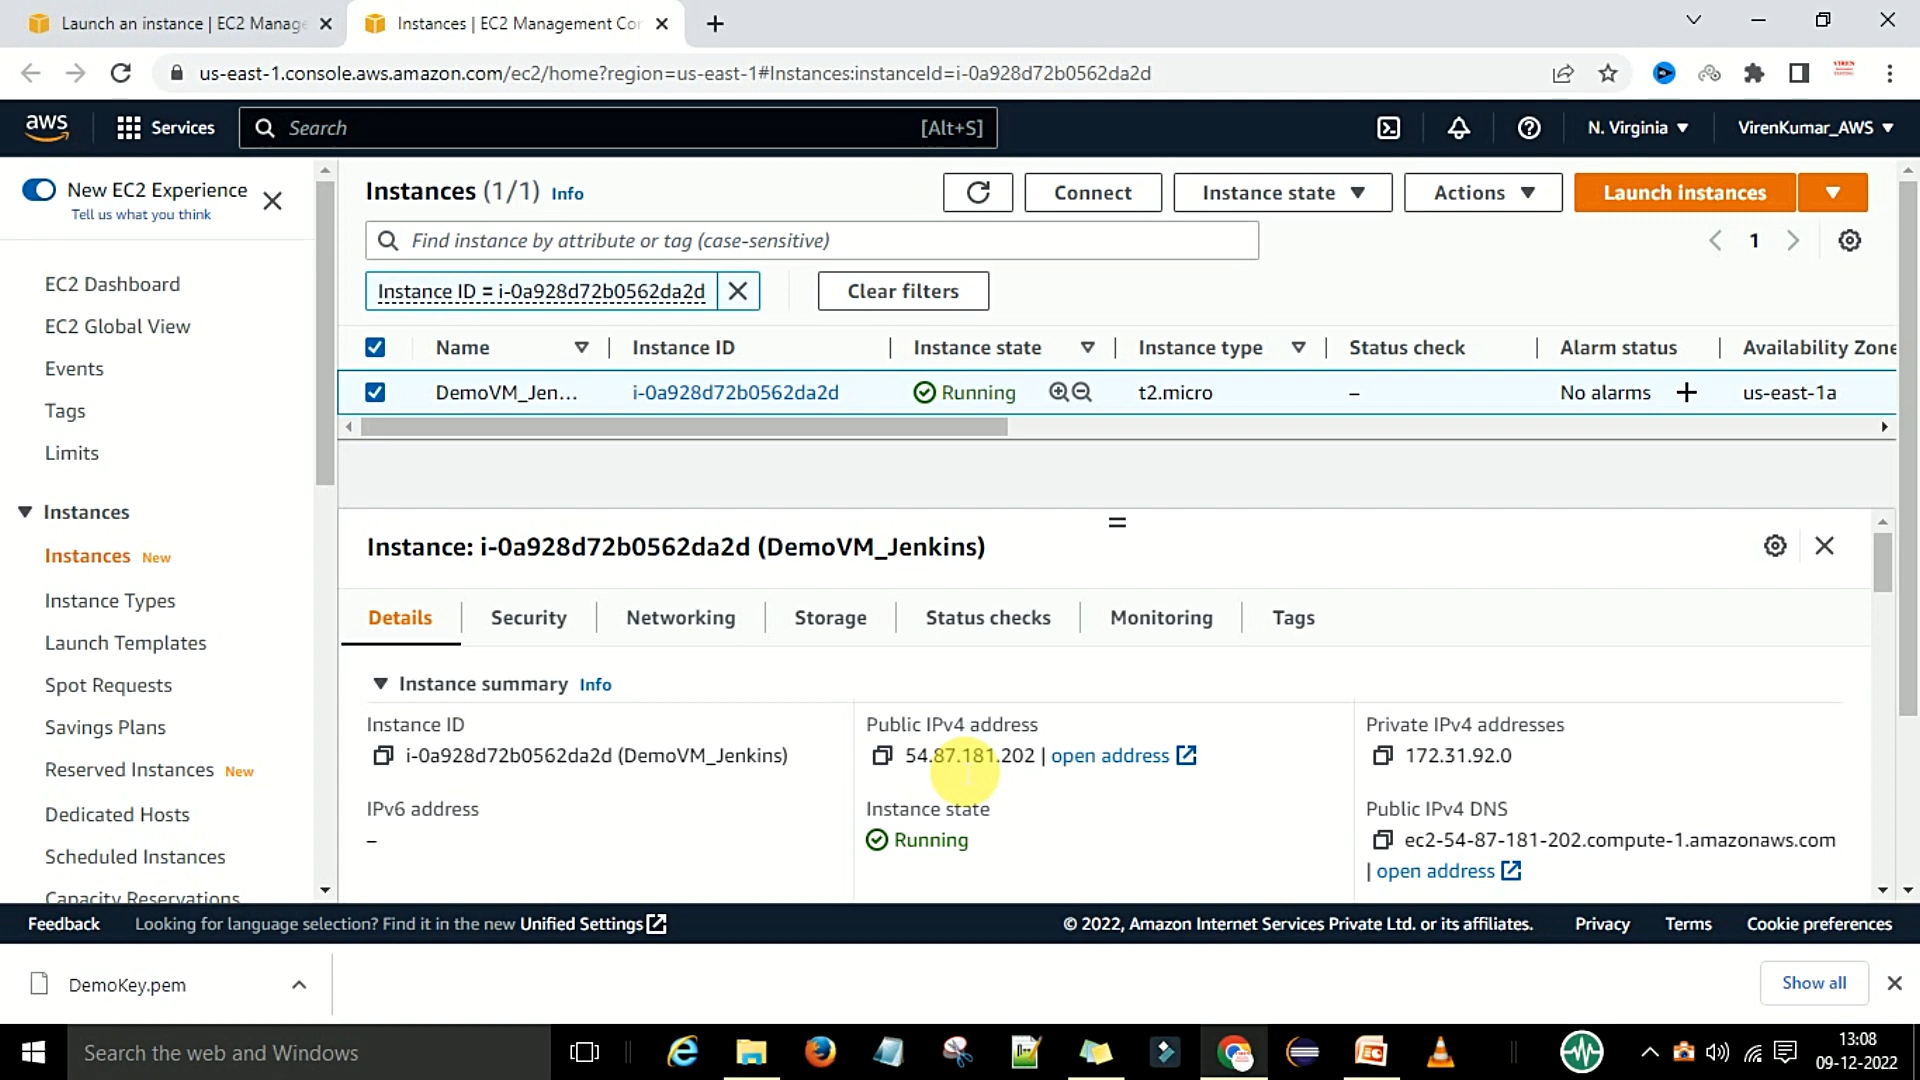 Launch an instance | EC2 Manage
Instances | EC2 Management Con
us-east-1.console.aws.amazon.com/ec2/home?region=us-east-1#Instances:instanceId=i-0a928d72b0562da2d
aws
Services
Search
[Alt+S]
N. Virginia
VirenKumar_AWS
New EC2 Experience
Tell us what you think
EC2 Dashboard
EC2 Global View
Events
Tags
Limits
Instances
Instances New
Instance Types
Launch Templates
Spot Requests
Savings Plans
Reserved Instances New
Dedicated Hosts
Scheduled Instances
Capacity Reservations
Instances (1/1) Info
Connect
Instance state
Actions
Launch instances
Find instance by attribute or tag (case-sensitive)
1
Instance ID = i-0a928d72b0562da2d
Clear filters
Name Instance ID Instance state Instance type Status check Alarm status Availability Zone
DemoVM_Jen... i-0a928d72b0562da2d Running t2.micro – No alarms + us-east-1a
Instance: i-0a928d72b0562da2d (DemoVM_Jenkins)
Details Security Networking Storage Status checks Monitoring Tags
Instance summary Info
Instance ID
i-0a928d72b0562da2d (DemoVM_Jenkins)
Public IPv4 address
54.87.181.202 | open address
Private IPv4 addresses
172.31.92.0
IPv6 address
–
Instance state
Running
Public IPv4 DNS
ec2-54-87-181-202.compute-1.amazonaws.com
| open address
Feedback
Looking for language selection? Find it in the new Unified Settings
© 2022, Amazon Internet Services Private Ltd. or its affiliates.
Privacy
Terms
Cookie preferences
DemoKey.pem
Show all
Search the web and Windows
13:08
09-12-2022